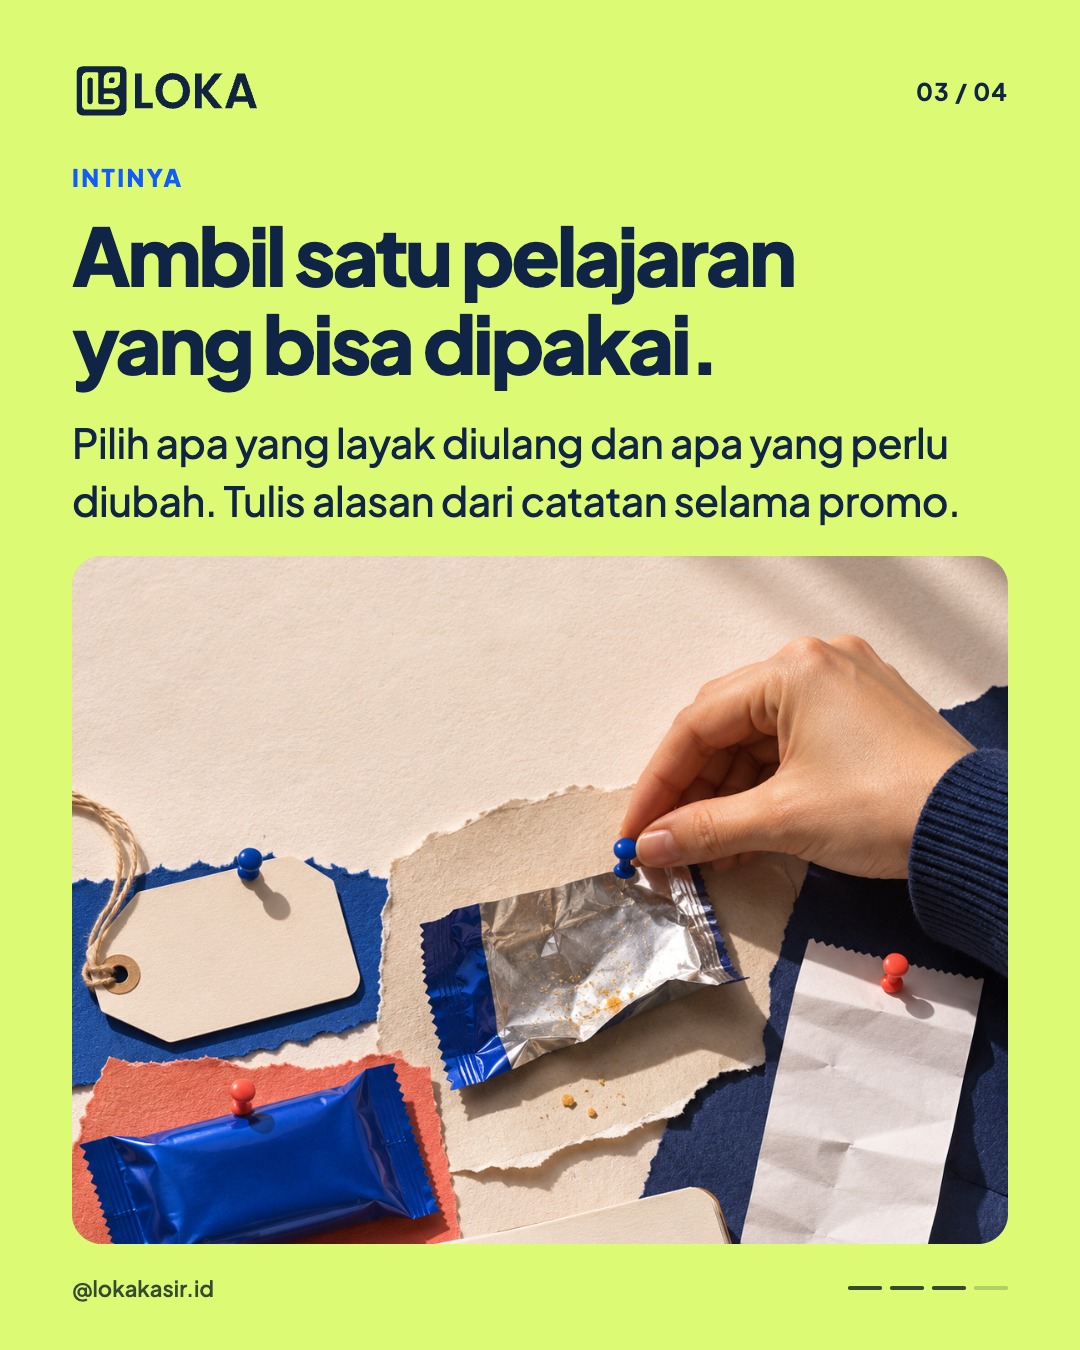 LOKA
03 / 04
INTINYA
Ambil satu pelajaran
yang bisa dipakai.
Pilih apa yang layak diulang dan apa yang perlu
diubah. Tulis alasan dari catatan selama promo.
@lokakasir.id